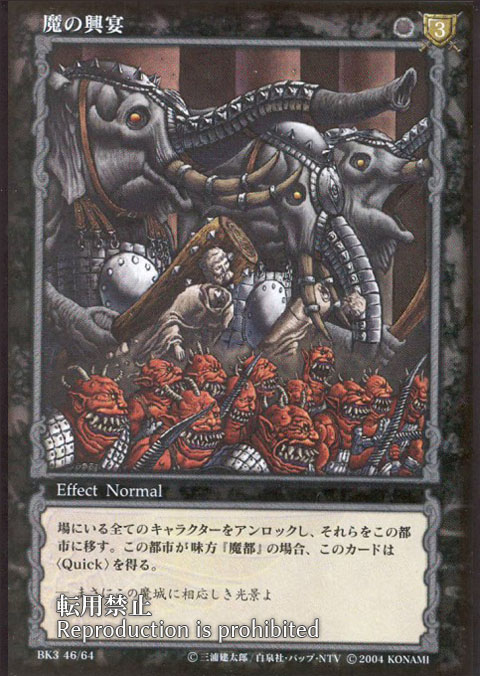 魔の興宴
3
Effect Normal
場にいる全てのキャラクターをアンロックし、それらをこの都
市に移す。この都市が味方『魔都』の場合、このカードは
〈Quick〉を得る。
城に相応しき光景よ
転用禁止
Reproduction is prohibited
BK3 46/64
©三浦建太郎/白泉社・バップ・NTV ©2004 KONAMI